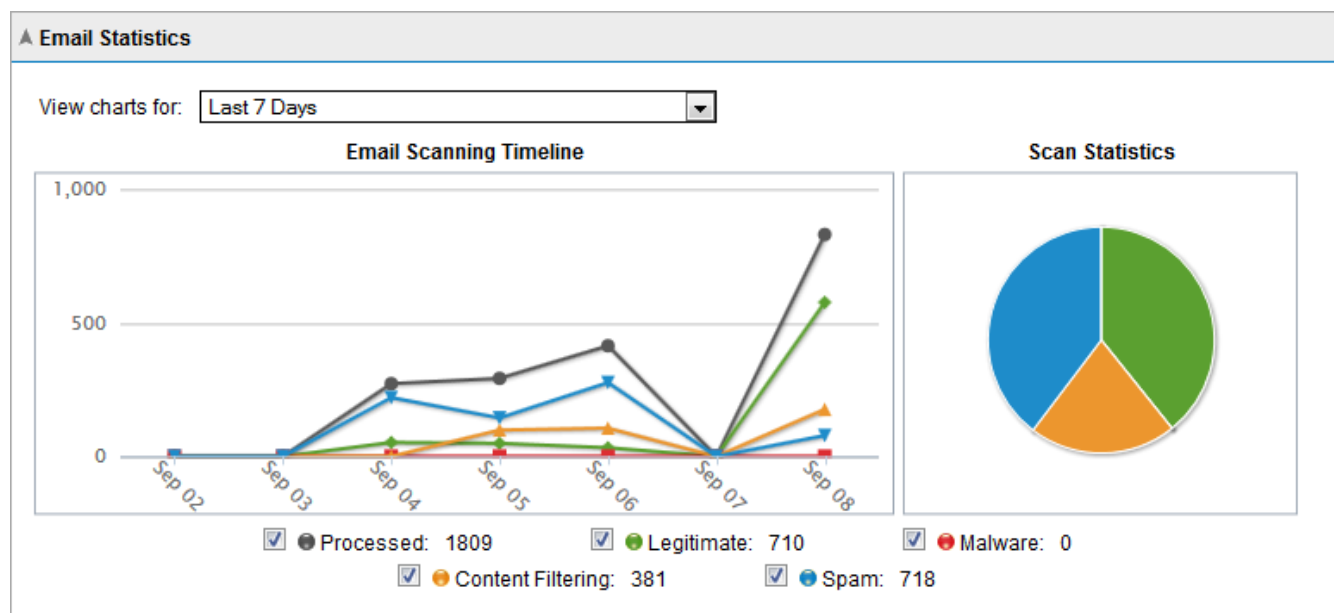 Email Statistics
View charts for: Last 7 Days
Email Scanning Timeline
Scan Statistics
1,000
500
0
Sep 02
Sep 03
Sep 04
Sep 05
Sep 06
Sep 07
Sep 08
Processed: 1809
Legitimate: 710
Malware: 0
Content Filtering: 381
Spam: 718